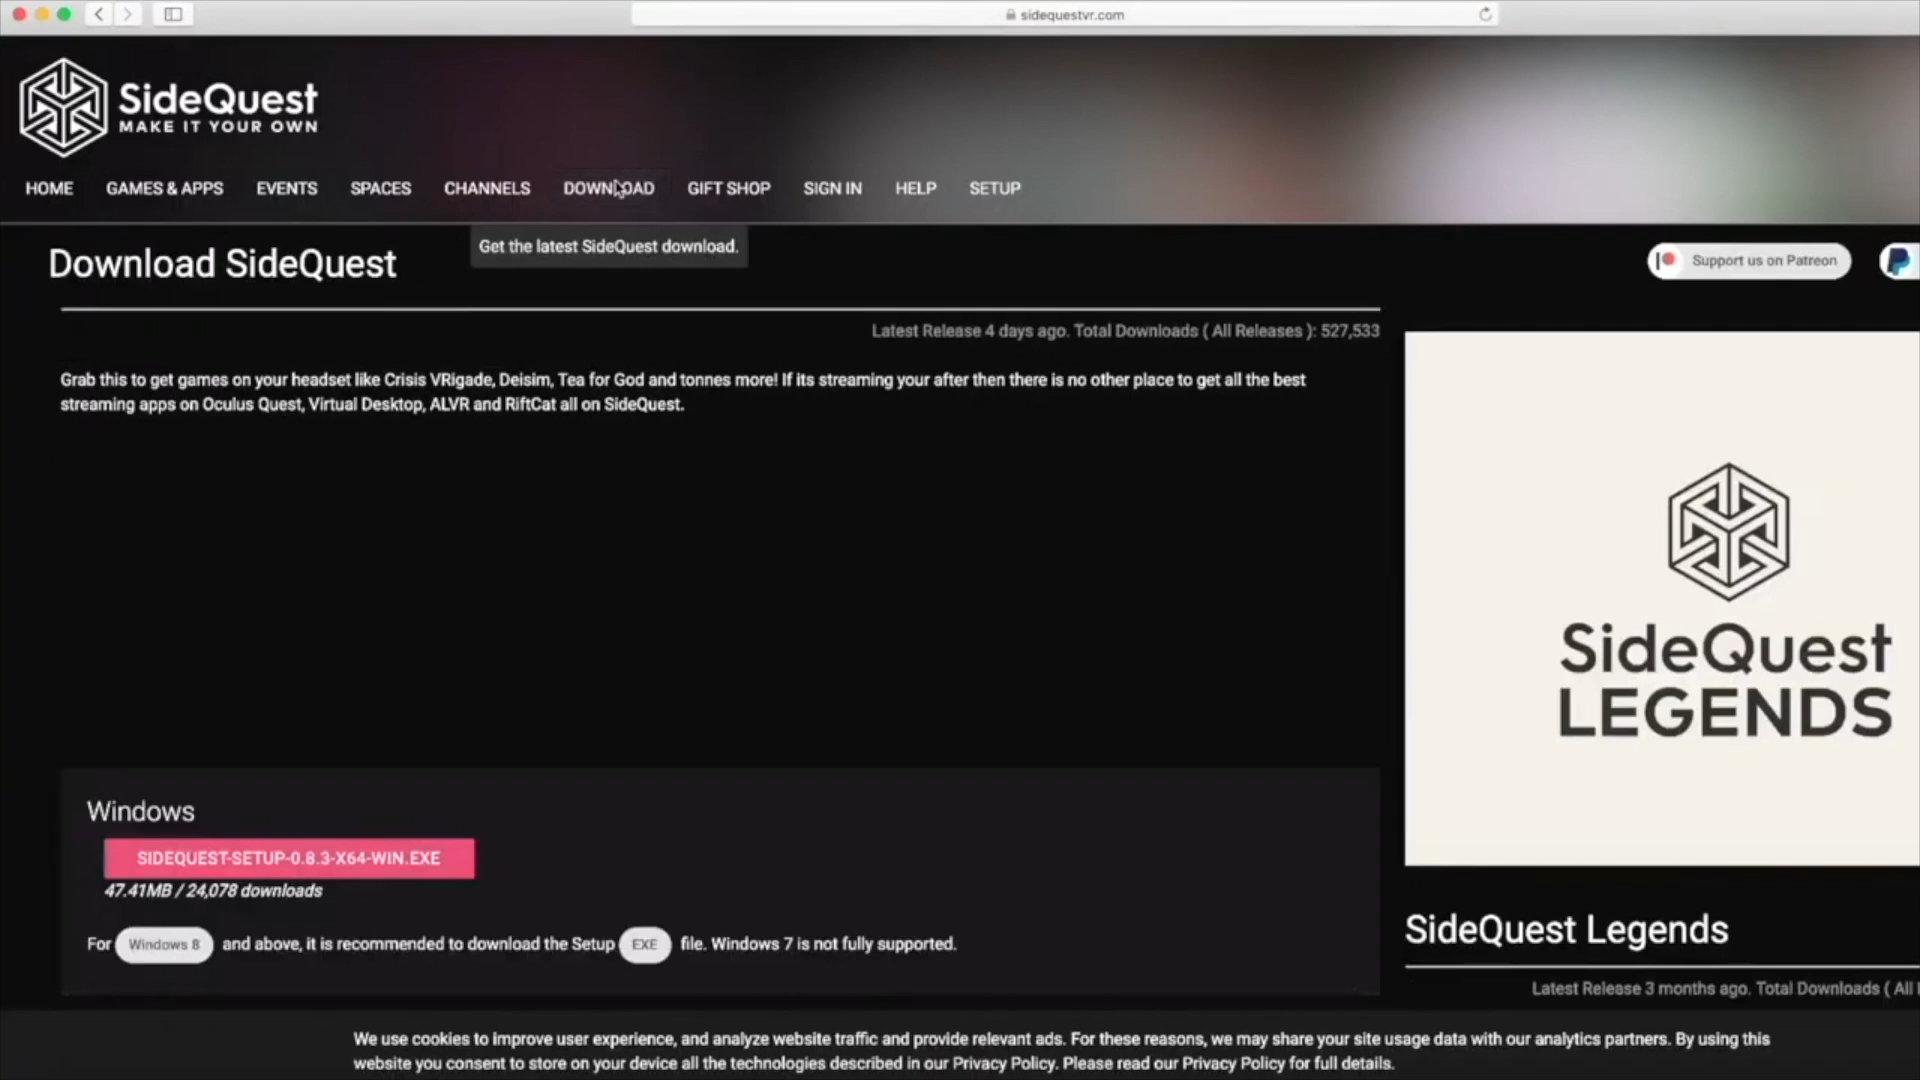 sidequestvr.com
SideQuest
MAKE IT YOUR OWN
HOME GAMES & APPS EVENTS SPACES CHANNELS DOWNLOAD GIFT SHOP SIGN IN HELP SETUP
Get the latest SideQuest download.
Download SideQuest
Support us on Patreon
Latest Release 4 days ago. Total Downloads ( All Releases ): 527,533
Grab this to get games on your headset like Crisis VRigade, Deisim, Tea for God and tonnes more! If its streaming your after then there is no other place to get all the best
streaming apps on Oculus Quest, Virtual Desktop, ALVR and RiftCat all on SideQuest.
SideQuest
LEGENDS
Windows
SIDEQUEST-SETUP-0.8.3-X64-WIN.EXE
47.41MB / 24,078 downloads
For Windows 8 and above, it is recommended to download the Setup EXE file. Windows 7 is not fully supported.
SideQuest Legends
Latest Release 3 months ago. Total Downloads ( All
We use cookies to improve user experience, and analyze website traffic and provide relevant ads. For these reasons, we may share your site usage data with our analytics partners. By using this
website you consent to store on your device all the technologies described in our Privacy Policy. Please read our Privacy Policy for full details.